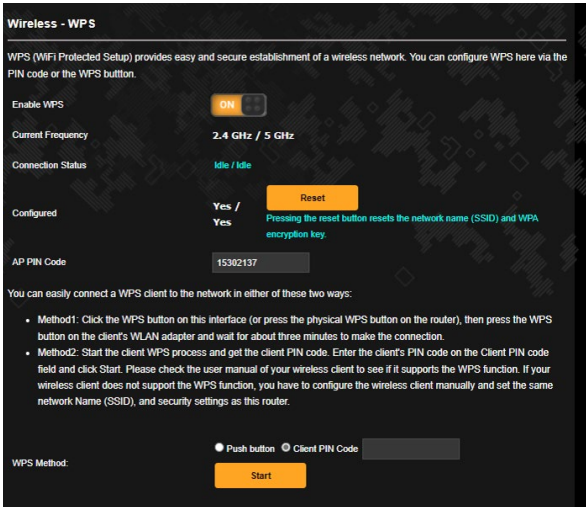 Wireless - WPS
WPS (WiFi Protected Setup) provides easy and secure establishment of a wireless network. You can configure WPS here via the
PIN code or the WPS buttton.
Enable WPS ON
Current Frequency 2.4 GHz / 5 GHz
Connection Status Idle / Idle
Configured Yes / Yes
Reset
Pressing the reset button resets the network name (SSID) and WPA
encryption key.
AP PIN Code 15302137
You can easily connect a WPS client to the network in either of these two ways:
• Method1: Click the WPS button on this interface (or press the physical WPS button on the router), then press the WPS
button on the client's WLAN adapter and wait for about three minutes to make the connection.
• Method2: Start the client WPS process and get the client PIN code. Enter the client's PIN code on the Client PIN code
field and click Start. Please check the user manual of your wireless client to see if it supports the WPS function. If your
wireless client does not support the WPS function, you have to configure the wireless client manually and set the same
network Name (SSID), and security settings as this router.
WPS Method: Push button Client PIN Code
Start